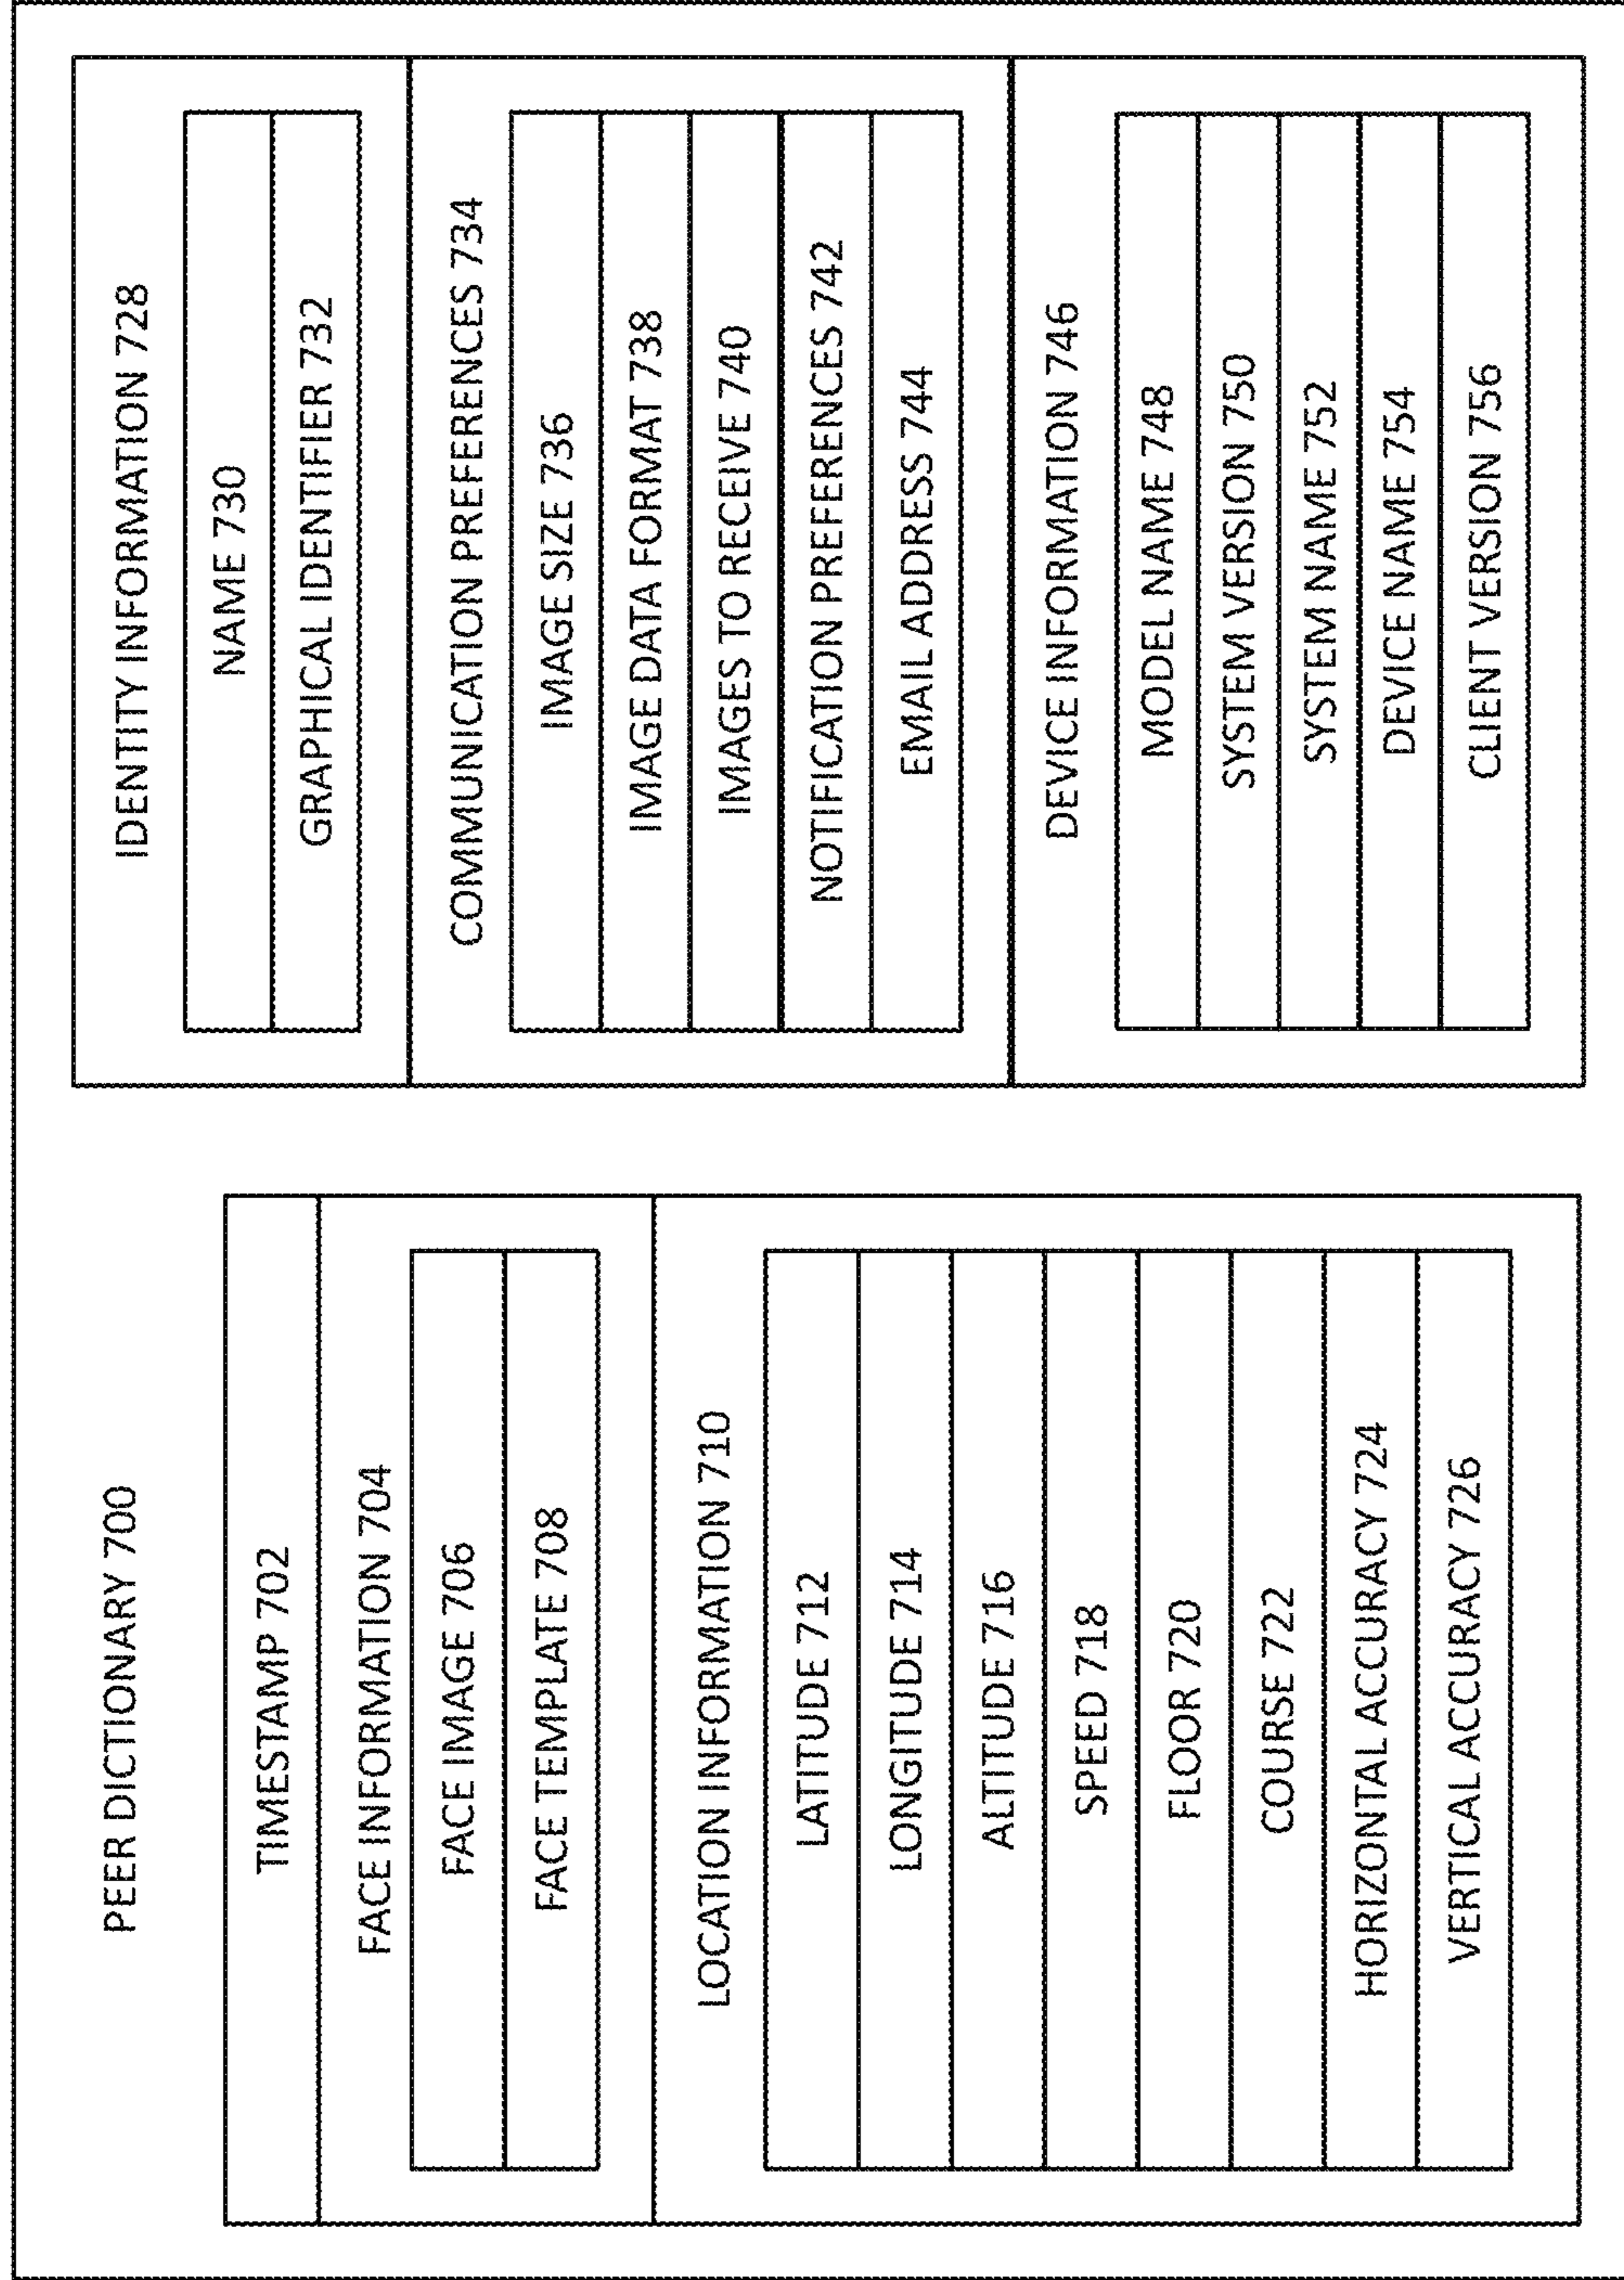 PEER DICTIONARY 700
TIMESTAMP 702
FACE INFORMATION 704
FACE IMAGE 706
FACE TEMPLATE 708
LOCATION INFORMATION 710
LATITUDE 712
LONGITUDE 714
ALTITUDE 716
SPEED 718
FLOOR 720
COURSE 722
HORIZONTAL ACCURACY 724
VERTICAL ACCURACY 726
IDENTITY INFORMATION 728
NAME 730
GRAPHICAL IDENTIFIER 732
COMMUNICATION PREFERENCES 734
IMAGE SIZE 736
IMAGE DATA FORMAT 738
IMAGES TO RECEIVE 740
NOTIFICATION PREFERENCES 742
EMAIL ADDRESS 744
DEVICE INFORMATION 746
MODEL NAME 748
SYSTEM VERSION 750
SYSTEM NAME 752
DEVICE NAME 754
CLIENT VERSION 756